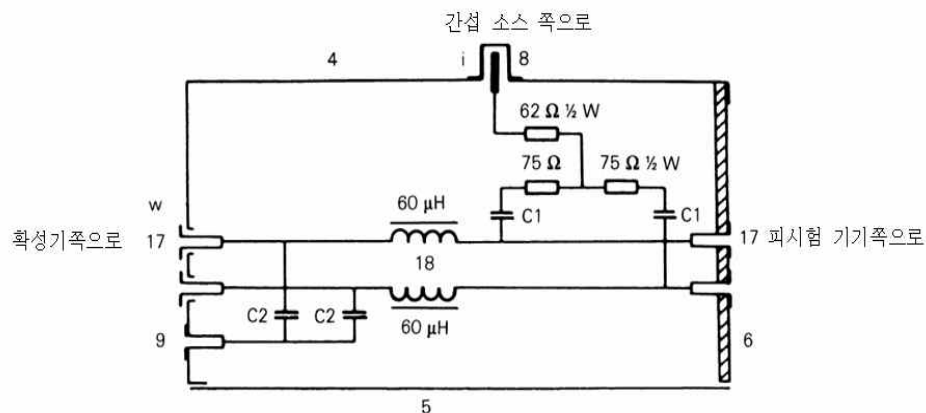 간섭 소스 쪽으로
4
i
8
62 Ω ½ W
75 Ω
75 Ω ½ W
60 μH
C1
C1
w
확성기쪽으로
17
17 피시험 기기쪽으로
18
C2
C2
60 μH
9
6
5